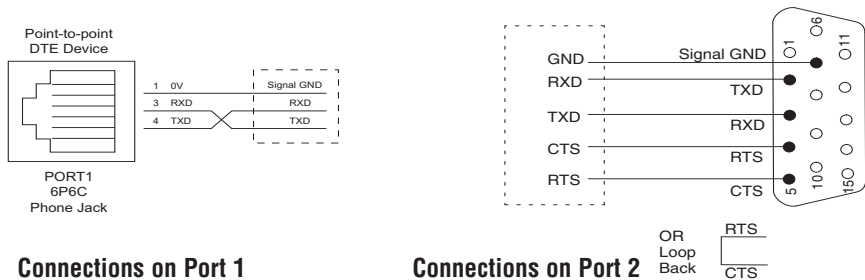 Point-to-point
DTE Device
1 0V Signal GND
3 RXD RXD
4 TXD TXD
PORT1
6P6C
Phone Jack
Connections on Port 1
GND Signal GND
RXD TXD
TXD RXD
CTS RTS
RTS CTS
1 6 11
5 10 15
OR
Loop
Back
RTS
CTS
Connections on Port 2